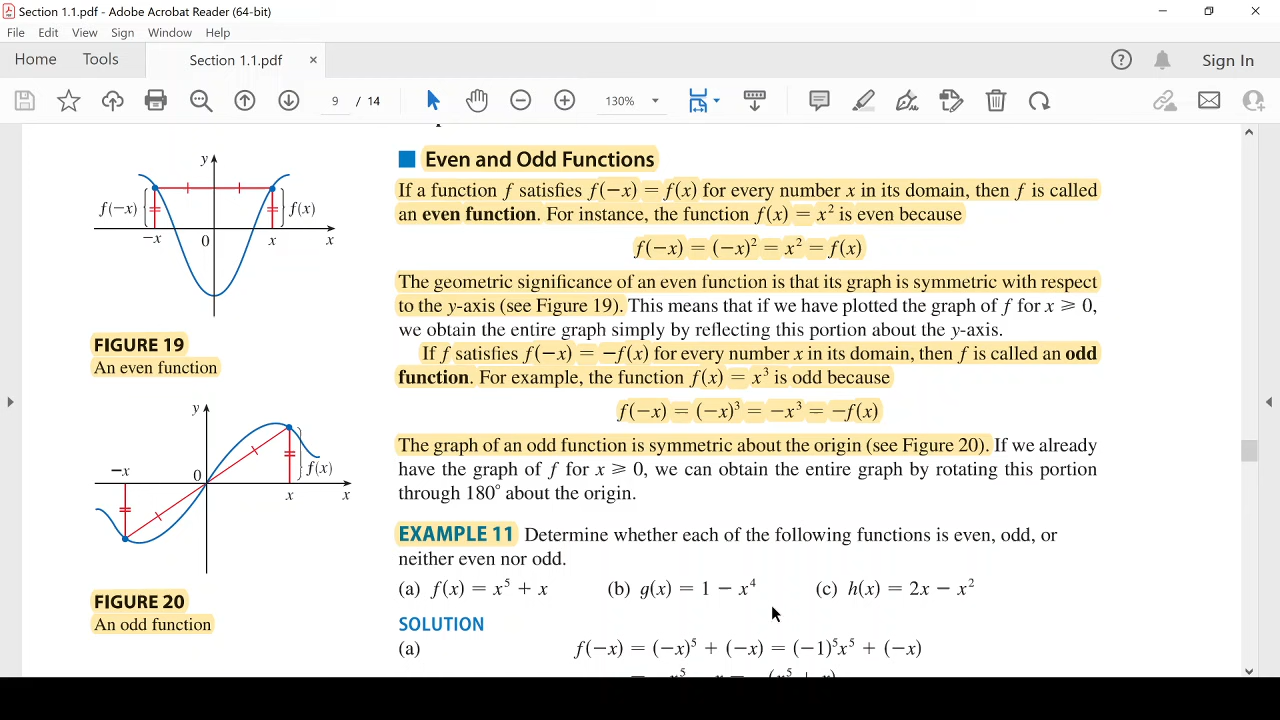 Section 1.1.pdf - Adobe Acrobat Reader (64-bit)
File Edit View Sign Window Help
Home Tools Section 1.1.pdf × Sign In
9 / 14 130%
Even and Odd Functions
If a function f satisfies f(−x) = f(x) for every number x in its domain, then f is called
an even function. For instance, the function f(x) = x² is even because
f(−x) = (−x)² = x² = f(x)
The geometric significance of an even function is that its graph is symmetric with respect
to the y-axis (see Figure 19). This means that if we have plotted the graph of f for x ⩾ 0,
we obtain the entire graph simply by reflecting this portion about the y-axis.
If f satisfies f(−x) = −f(x) for every number x in its domain, then f is called an odd
function. For example, the function f(x) = x³ is odd because
f(−x) = (−x)³ = −x³ = −f(x)
The graph of an odd function is symmetric about the origin (see Figure 20). If we already
have the graph of f for x ⩾ 0, we can obtain the entire graph by rotating this portion
through 180° about the origin.
EXAMPLE 11 Determine whether each of the following functions is even, odd, or
neither even nor odd.
(a) f(x) = x⁵ + x (b) g(x) = 1 − x⁴ (c) h(x) = 2x − x²
SOLUTION
(a) f(−x) = (−x)⁵ + (−x) = (−1)⁵x⁵ + (−x)
y
f(−x) f(x)
−x 0 x x
FIGURE 19
An even function
y
−x 0 f(x)
x x
FIGURE 20
An odd function